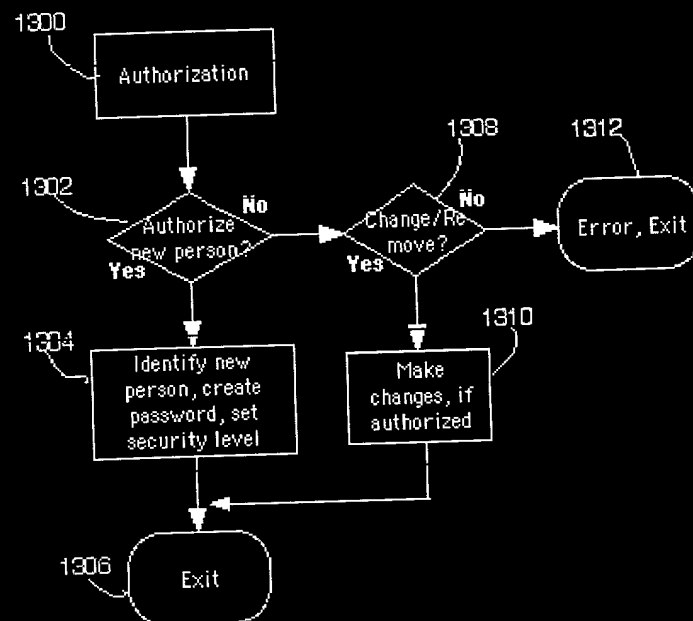 1300
Authorization
1302
Authorize
new person?
No
Yes
1308
Change/Re
move?
No
Yes
1312
Error, Exit
1304
Identify new
person, create
password, set
security level
1310
Make
changes, if
authorized
1306
Exit